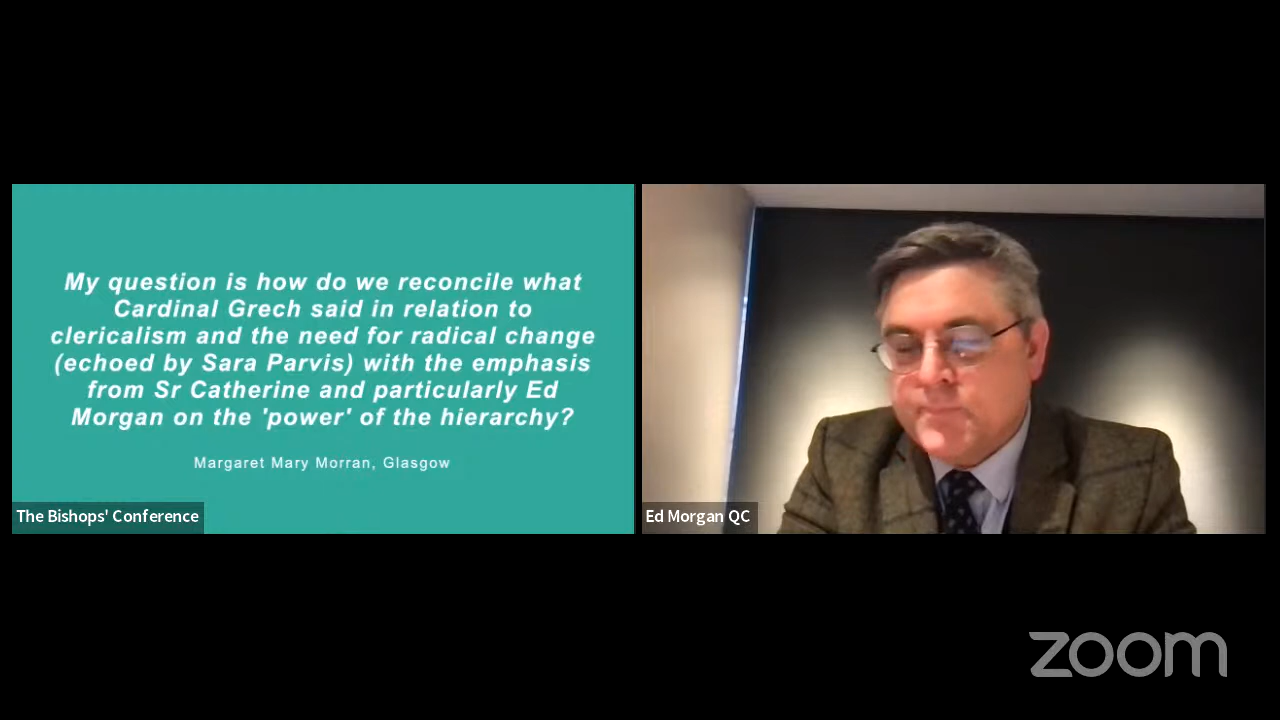 My question is how do we reconcile what
Cardinal Grech said in relation to
clericalism and the need for radical change
(echoed by Sara Parvis) with the emphasis
from Sr Catherine and particularly Ed
Morgan on the 'power' of the hierarchy?
Margaret Mary Morran, Glasgow
The Bishops' Conference
Ed Morgan QC
zoom